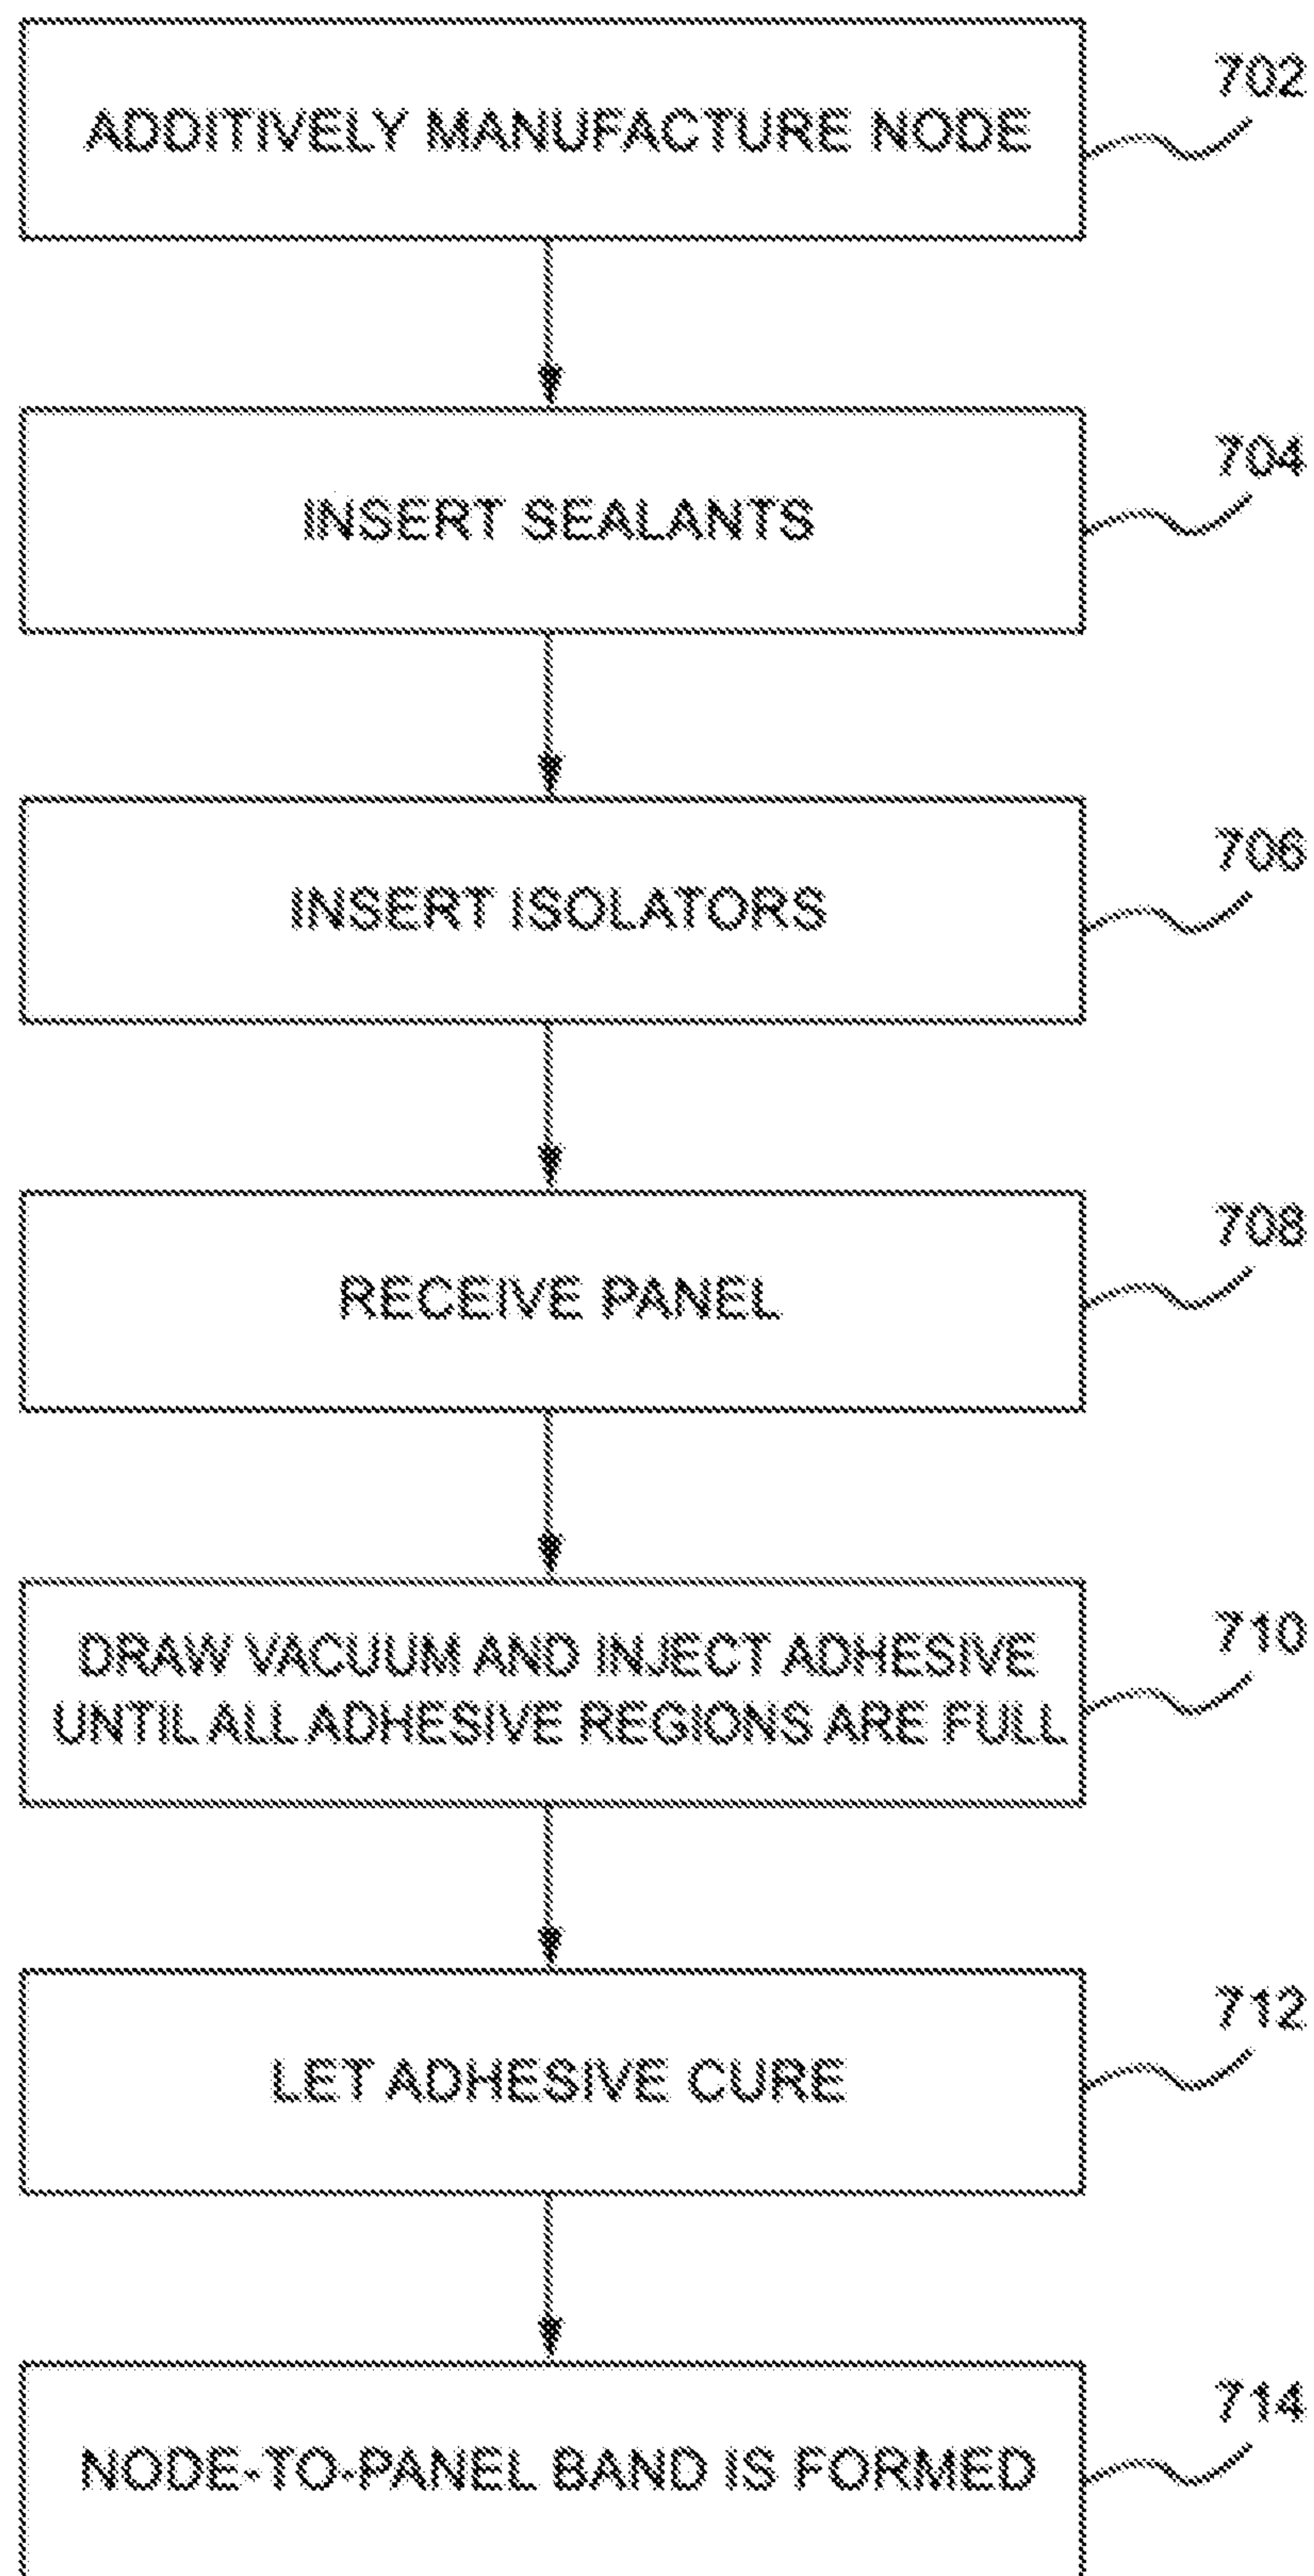 ADDITIVELY MANUFACTURE NODE
702
INSERT SEALANTS
704
INSERT ISOLATORS
706
RECEIVE PANEL
708
DRAW VACUUM AND INJECT ADHESIVE
UNTIL ALL ADHESIVE REGIONS ARE FULL
710
LET ADHESIVE CURE
712
NODE-TO-PANEL BAND IS FORMED
714